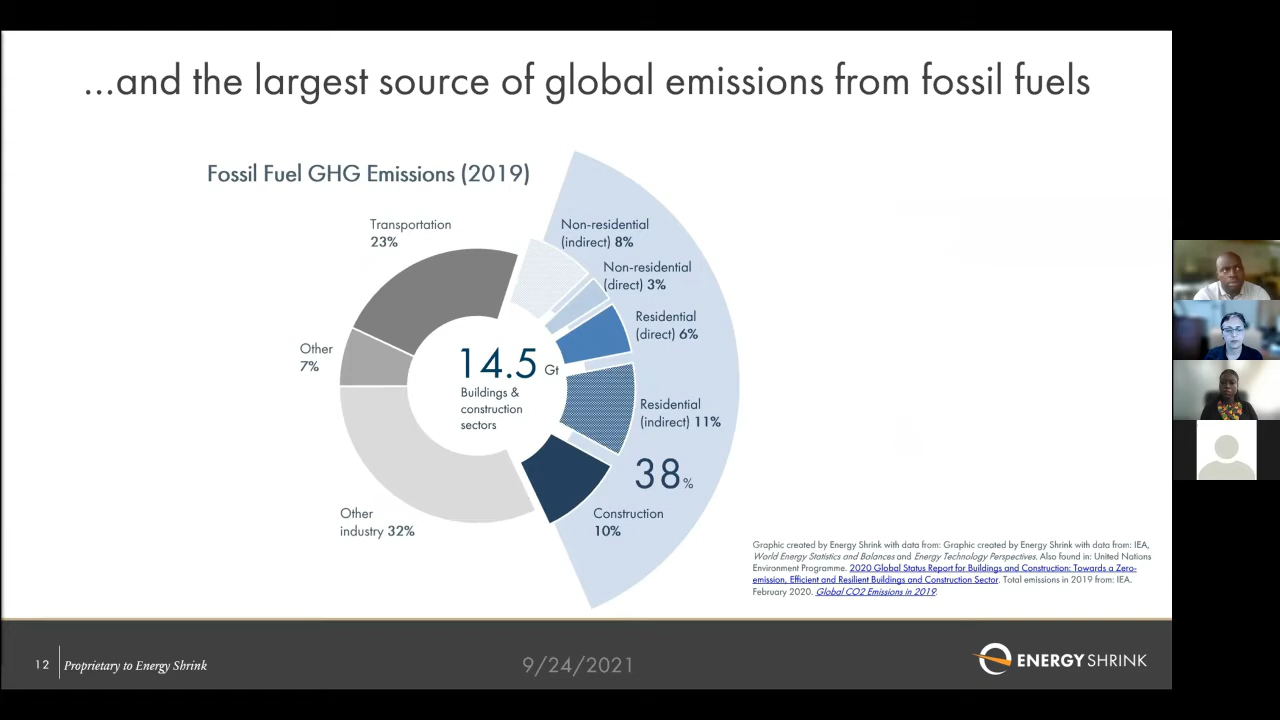 ...and the largest source of global emissions from fossil fuels
Fossil Fuel GHG Emissions (2019)
Transportation
23%
Non-residential
(indirect) 8%
Non-residential
(direct) 3%
Residential
(direct) 6%
Other
7%
14.5 Gt
Buildings &
construction
sectors
Residential
(indirect) 11%
38%
Other
industry 32%
Construction
10%
Graphic created by Energy Shrink with data from: Graphic created by Energy Shrink with data from: IEA,
World Energy Statistics and Balances and Energy Technology Perspectives. Also found in: United Nations
Environment Programme. 2020 Global Status Report for Buildings and Construction: Towards a Zero-
emission, Efficient and Resilient Buildings and Construction Sector. Total emissions in 2019 from: IEA.
February 2020. Global CO2 Emissions in 2019.
12 Proprietary to Energy Shrink
9/24/2021
ENERGY SHRINK